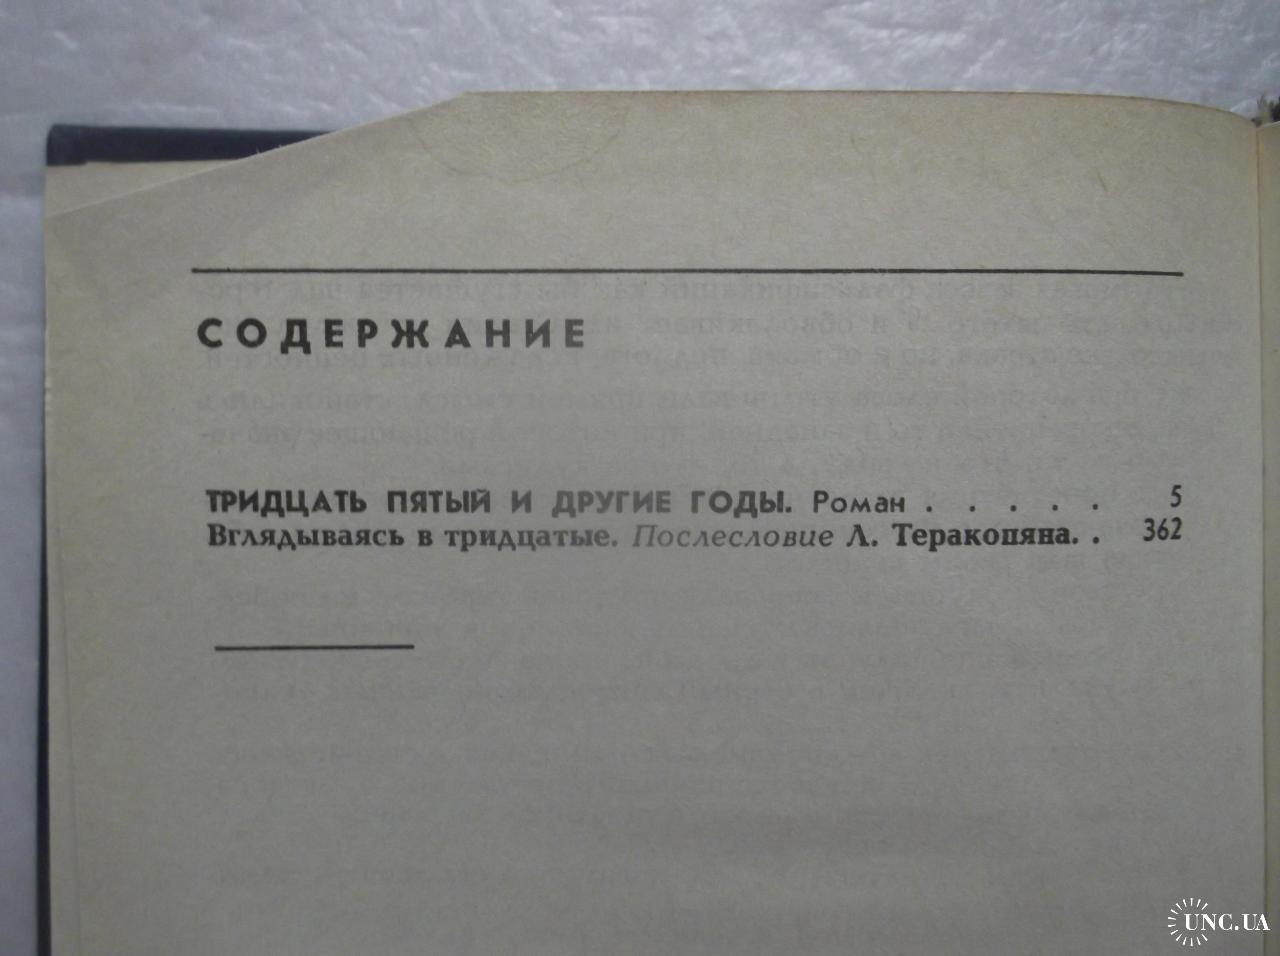 СОДЕРЖАНИЕ
ТРИДЦАТЬ ПЯТЫЙ И ДРУГИЕ ГОДЫ. Роман . . . . . 5
Вглядываясь в тридцатые. Послесловие Л. Теракопяна. . 362
UNC.UA